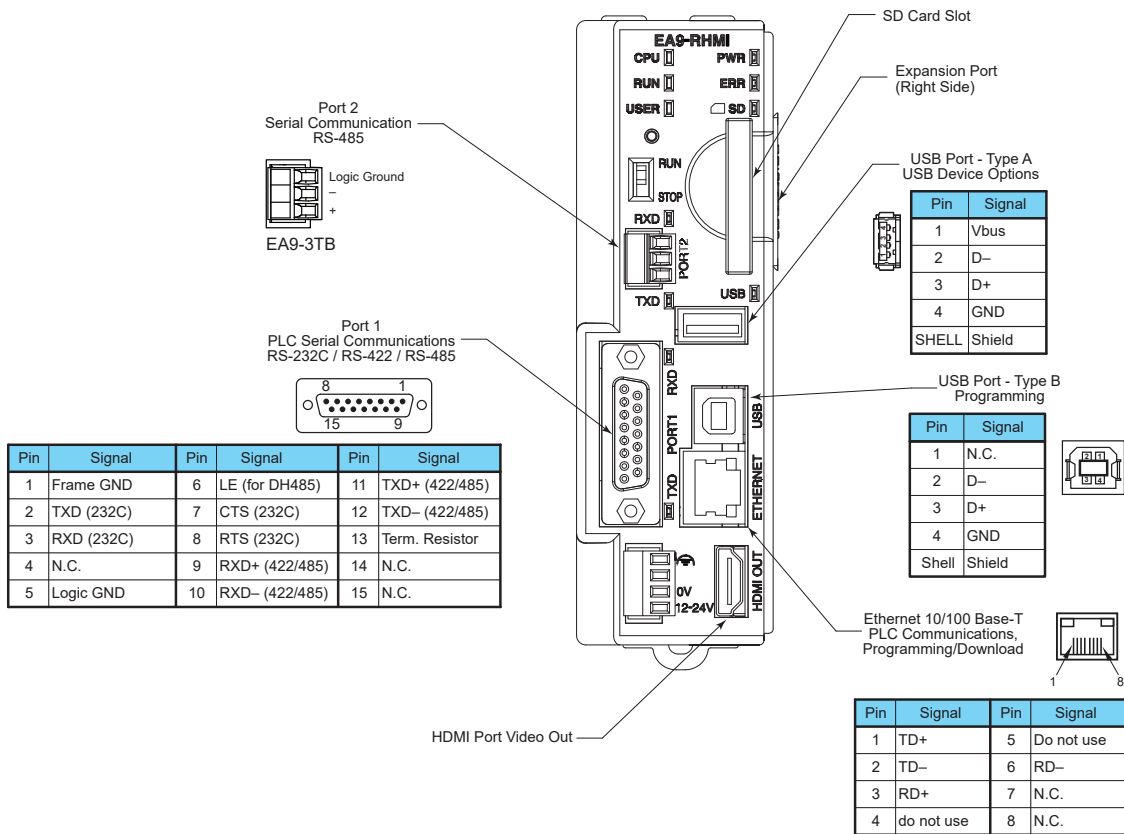 SD Card Slot
Expansion Port
(Right Side)
EA9-RHMI
CPU PWR
RUN ERR
USER SD
RUN
STOP
RXD
PORT2
TXD
USB
RXD
PORT1
TXD
USB
ETHERNET
0V
12-24V
HDMI OUT
Port 2
Serial Communication
RS-485
Logic Ground
–
+
EA9-3TB
USB Port - Type A
USB Device Options
4 3 2 1
Pin Signal
1 Vbus
2 D–
3 D+
4 GND
SHELL Shield
Port 1
PLC Serial Communications
RS-232C / RS-422 / RS-485
8 1
15 9
Pin Signal Pin Signal Pin Signal
1 Frame GND 6 LE (for DH485) 11 TXD+ (422/485)
2 TXD (232C) 7 CTS (232C) 12 TXD– (422/485)
3 RXD (232C) 8 RTS (232C) 13 Term. Resistor
4 N.C. 9 RXD+ (422/485) 14 N.C.
5 Logic GND 10 RXD– (422/485) 15 N.C.
USB Port - Type B
Programming
Pin Signal
1 N.C.
2 D–
3 D+
4 GND
Shell Shield
2 1
3 4
Ethernet 10/100 Base-T
PLC Communications,
Programming/Download
1 8
Pin Signal Pin Signal
1 TD+ 5 Do not use
2 TD– 6 RD–
3 RD+ 7 N.C.
4 do not use 8 N.C.
HDMI Port Video Out